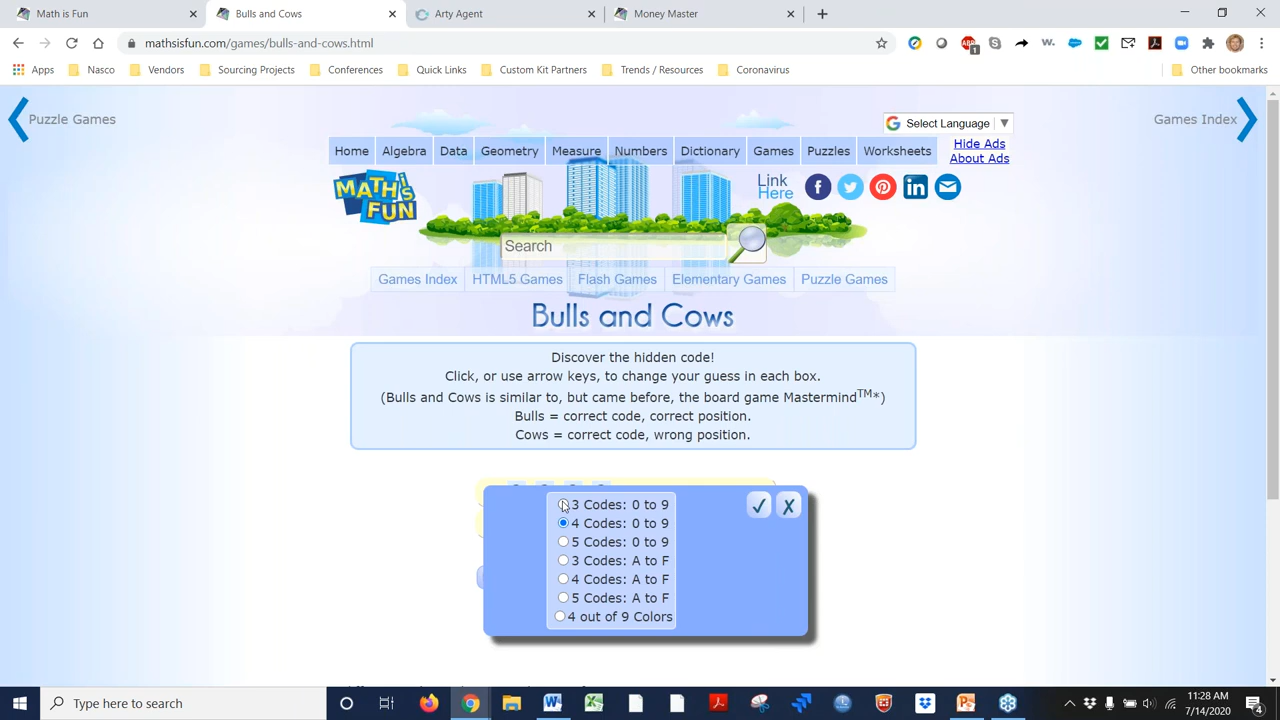 Math is Fun
Bulls and Cows
Arty Agent
Money Master
mathsisfun.com/games/bulls-and-cows.html
Apps Nasco Vendors Sourcing Projects Conferences Quick Links Custom Kit Partners Trends / Resources Coronavirus Other bookmarks
Puzzle Games
Games Index
Select Language
Home Algebra Data Geometry Measure Numbers Dictionary Games Puzzles Worksheets
Hide Ads
About Ads
MATH is FUN
Link
Here
Search
Games Index HTML5 Games Flash Games Elementary Games Puzzle Games
Bulls and Cows
Discover the hidden code!
Click, or use arrow keys, to change your guess in each box.
(Bulls and Cows is similar to, but came before, the board game Mastermind™*)
Bulls = correct code, correct position.
Cows = correct code, wrong position.
3 Codes: 0 to 9
4 Codes: 0 to 9
5 Codes: 0 to 9
3 Codes: A to F
4 Codes: A to F
5 Codes: A to F
4 out of 9 Colors
Type here to search
11:28 AM
7/14/2020